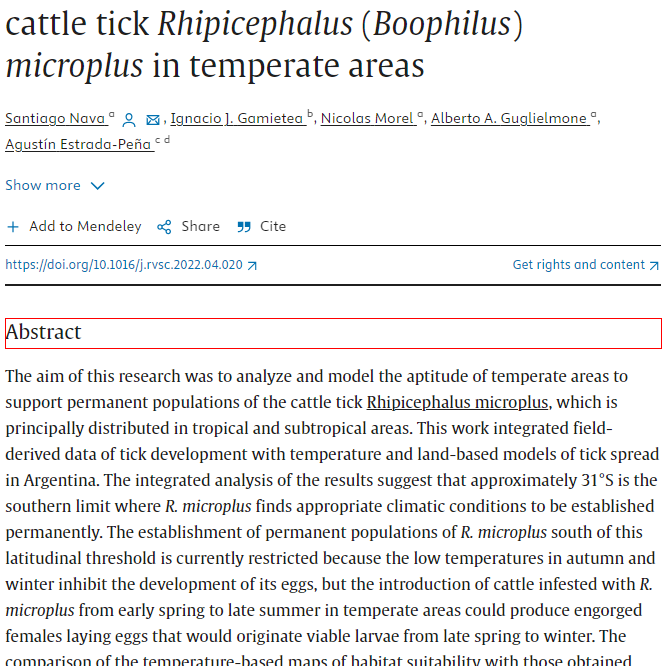 cattle tick Rhipicephalus (Boophilus)
microplus in temperate areas
Santiago Nava a, Ignacio J. Gamietea b, Nicolas Morel a, Alberto A. Guglielmone a,
Agustín Estrada-Peña c d
Show more
Add to Mendeley Share Cite
https://doi.org/10.1016/j.rvsc.2022.04.020 Get rights and content
Abstract
The aim of this research was to analyze and model the aptitude of temperate areas to
support permanent populations of the cattle tick Rhipicephalus microplus, which is
principally distributed in tropical and subtropical areas. This work integrated field-
derived data of tick development with temperature and land-based models of tick spread
in Argentina. The integrated analysis of the results suggest that approximately 31°S is the
southern limit where R. microplus finds appropriate climatic conditions to be established
permanently. The establishment of permanent populations of R. microplus south of this
latitudinal threshold is currently restricted because the low temperatures in autumn and
winter inhibit the development of its eggs, but the introduction of cattle infested with R.
microplus from early spring to late summer in temperate areas could produce engorged
females laying eggs that would originate viable larvae from late spring to winter. The
comparison of the temperature-based maps of habitat suitability with those obtained